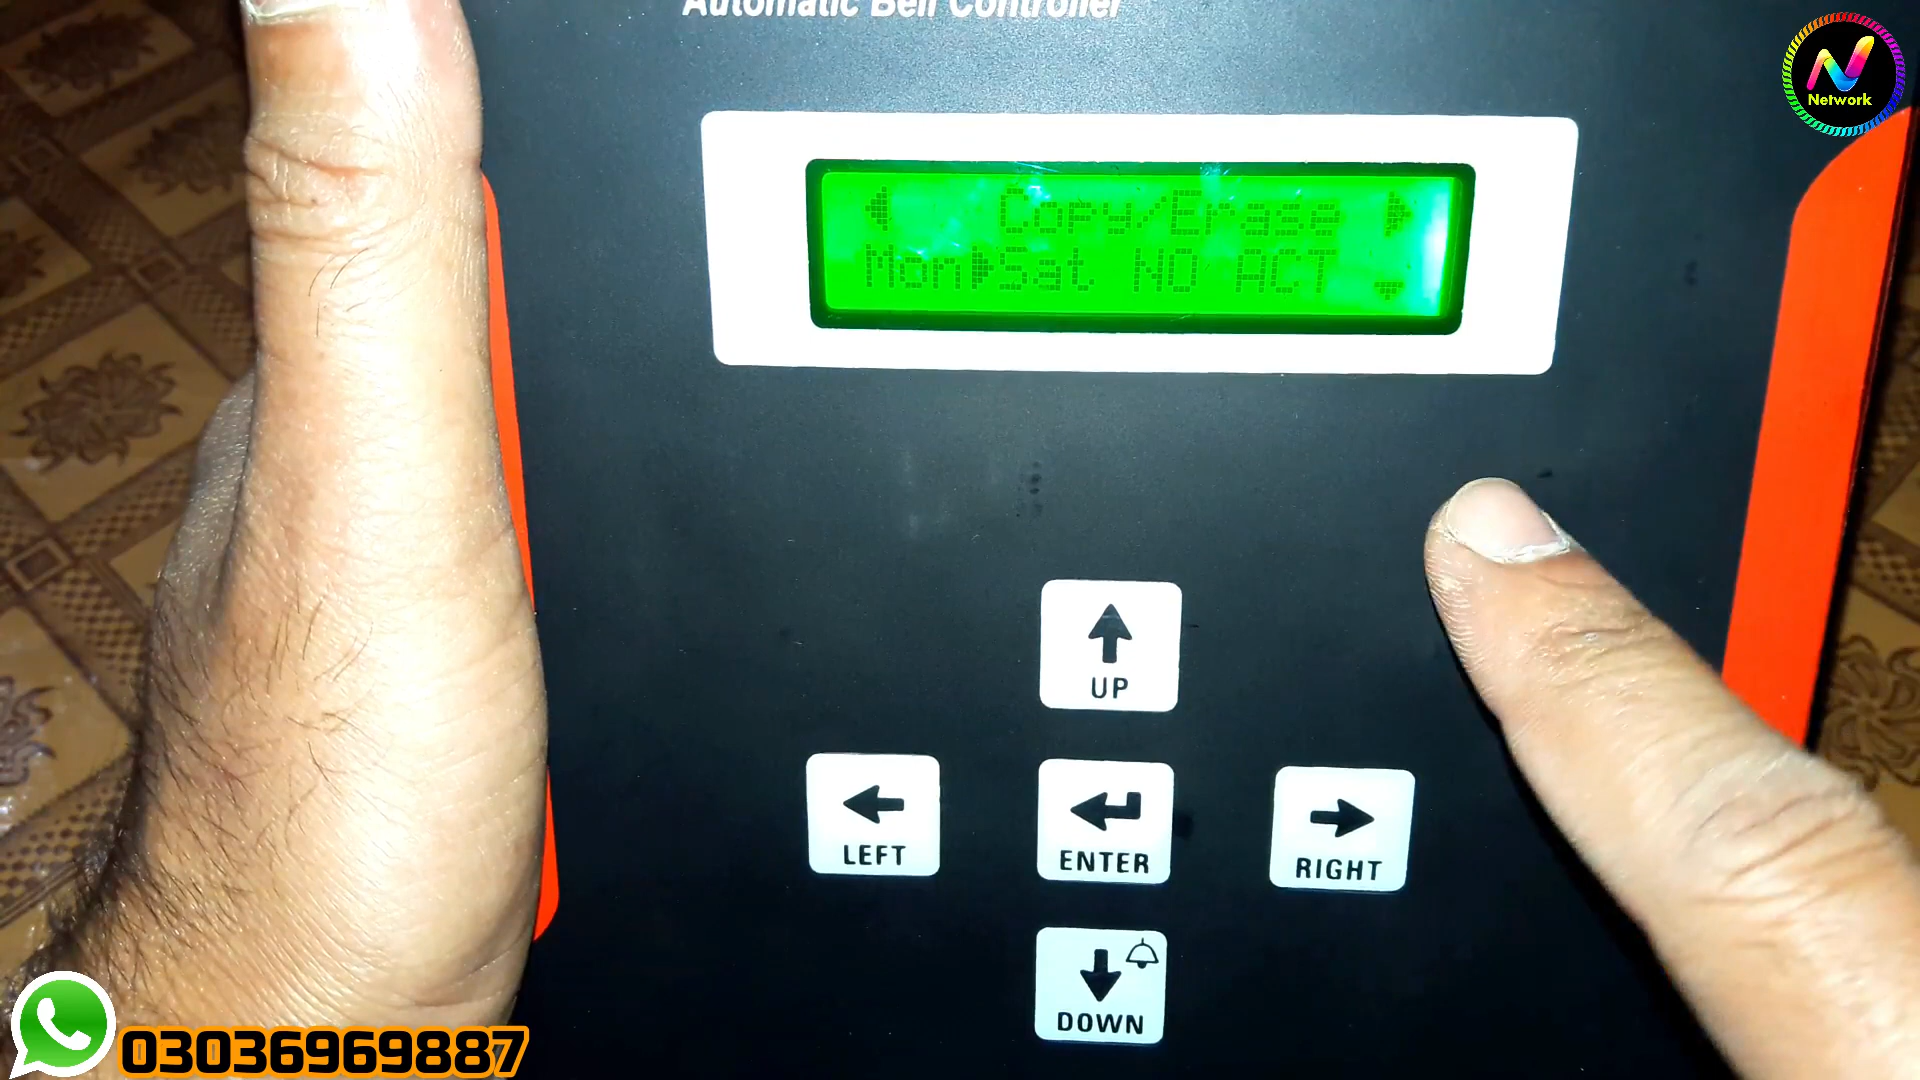 Automatic Bell Controller
N
Network
Copy/Erase
Mon Sat NO ACT
UP
LEFT
ENTER
RIGHT
DOWN
03036969887